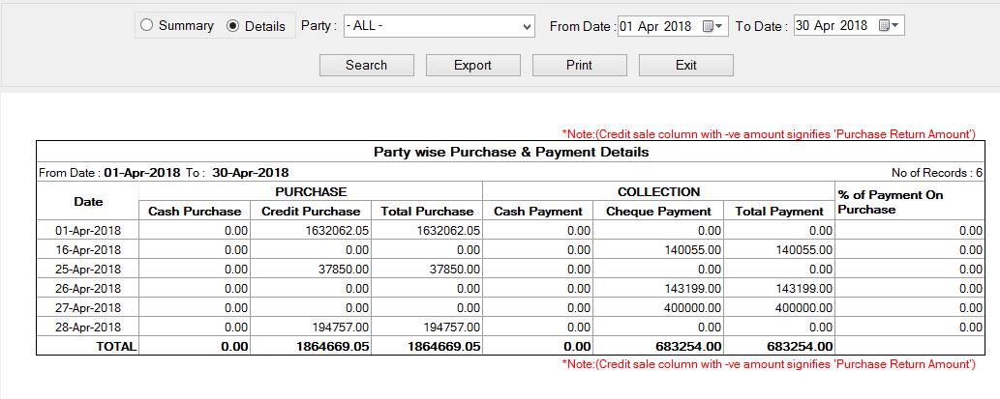 Summary Details Party : - ALL - From Date : 01 Apr 2018 To Date : 30 Apr 2018
Search Export Print Exit
*Note:(Credit sale column with -ve amount signifies 'Purchase Return Amount')
Party wise Purchase & Payment Details
From Date : 01-Apr-2018 To : 30-Apr-2018 No of Records : 6
Date PURCHASE COLLECTION % of Payment On Purchase
Cash Purchase Credit Purchase Total Purchase Cash Payment Cheque Payment Total Payment
01-Apr-2018 0.00 1632062.05 1632062.05 0.00 0.00 0.00 0.00
16-Apr-2018 0.00 0.00 0.00 0.00 140055.00 140055.00 0.00
25-Apr-2018 0.00 37850.00 37850.00 0.00 0.00 0.00 0.00
26-Apr-2018 0.00 0.00 0.00 0.00 143199.00 143199.00 0.00
27-Apr-2018 0.00 0.00 0.00 0.00 400000.00 400000.00 0.00
28-Apr-2018 0.00 194757.00 194757.00 0.00 0.00 0.00 0.00
TOTAL 0.00 1864669.05 1864669.05 0.00 683254.00 683254.00
*Note:(Credit sale column with -ve amount signifies 'Purchase Return Amount')